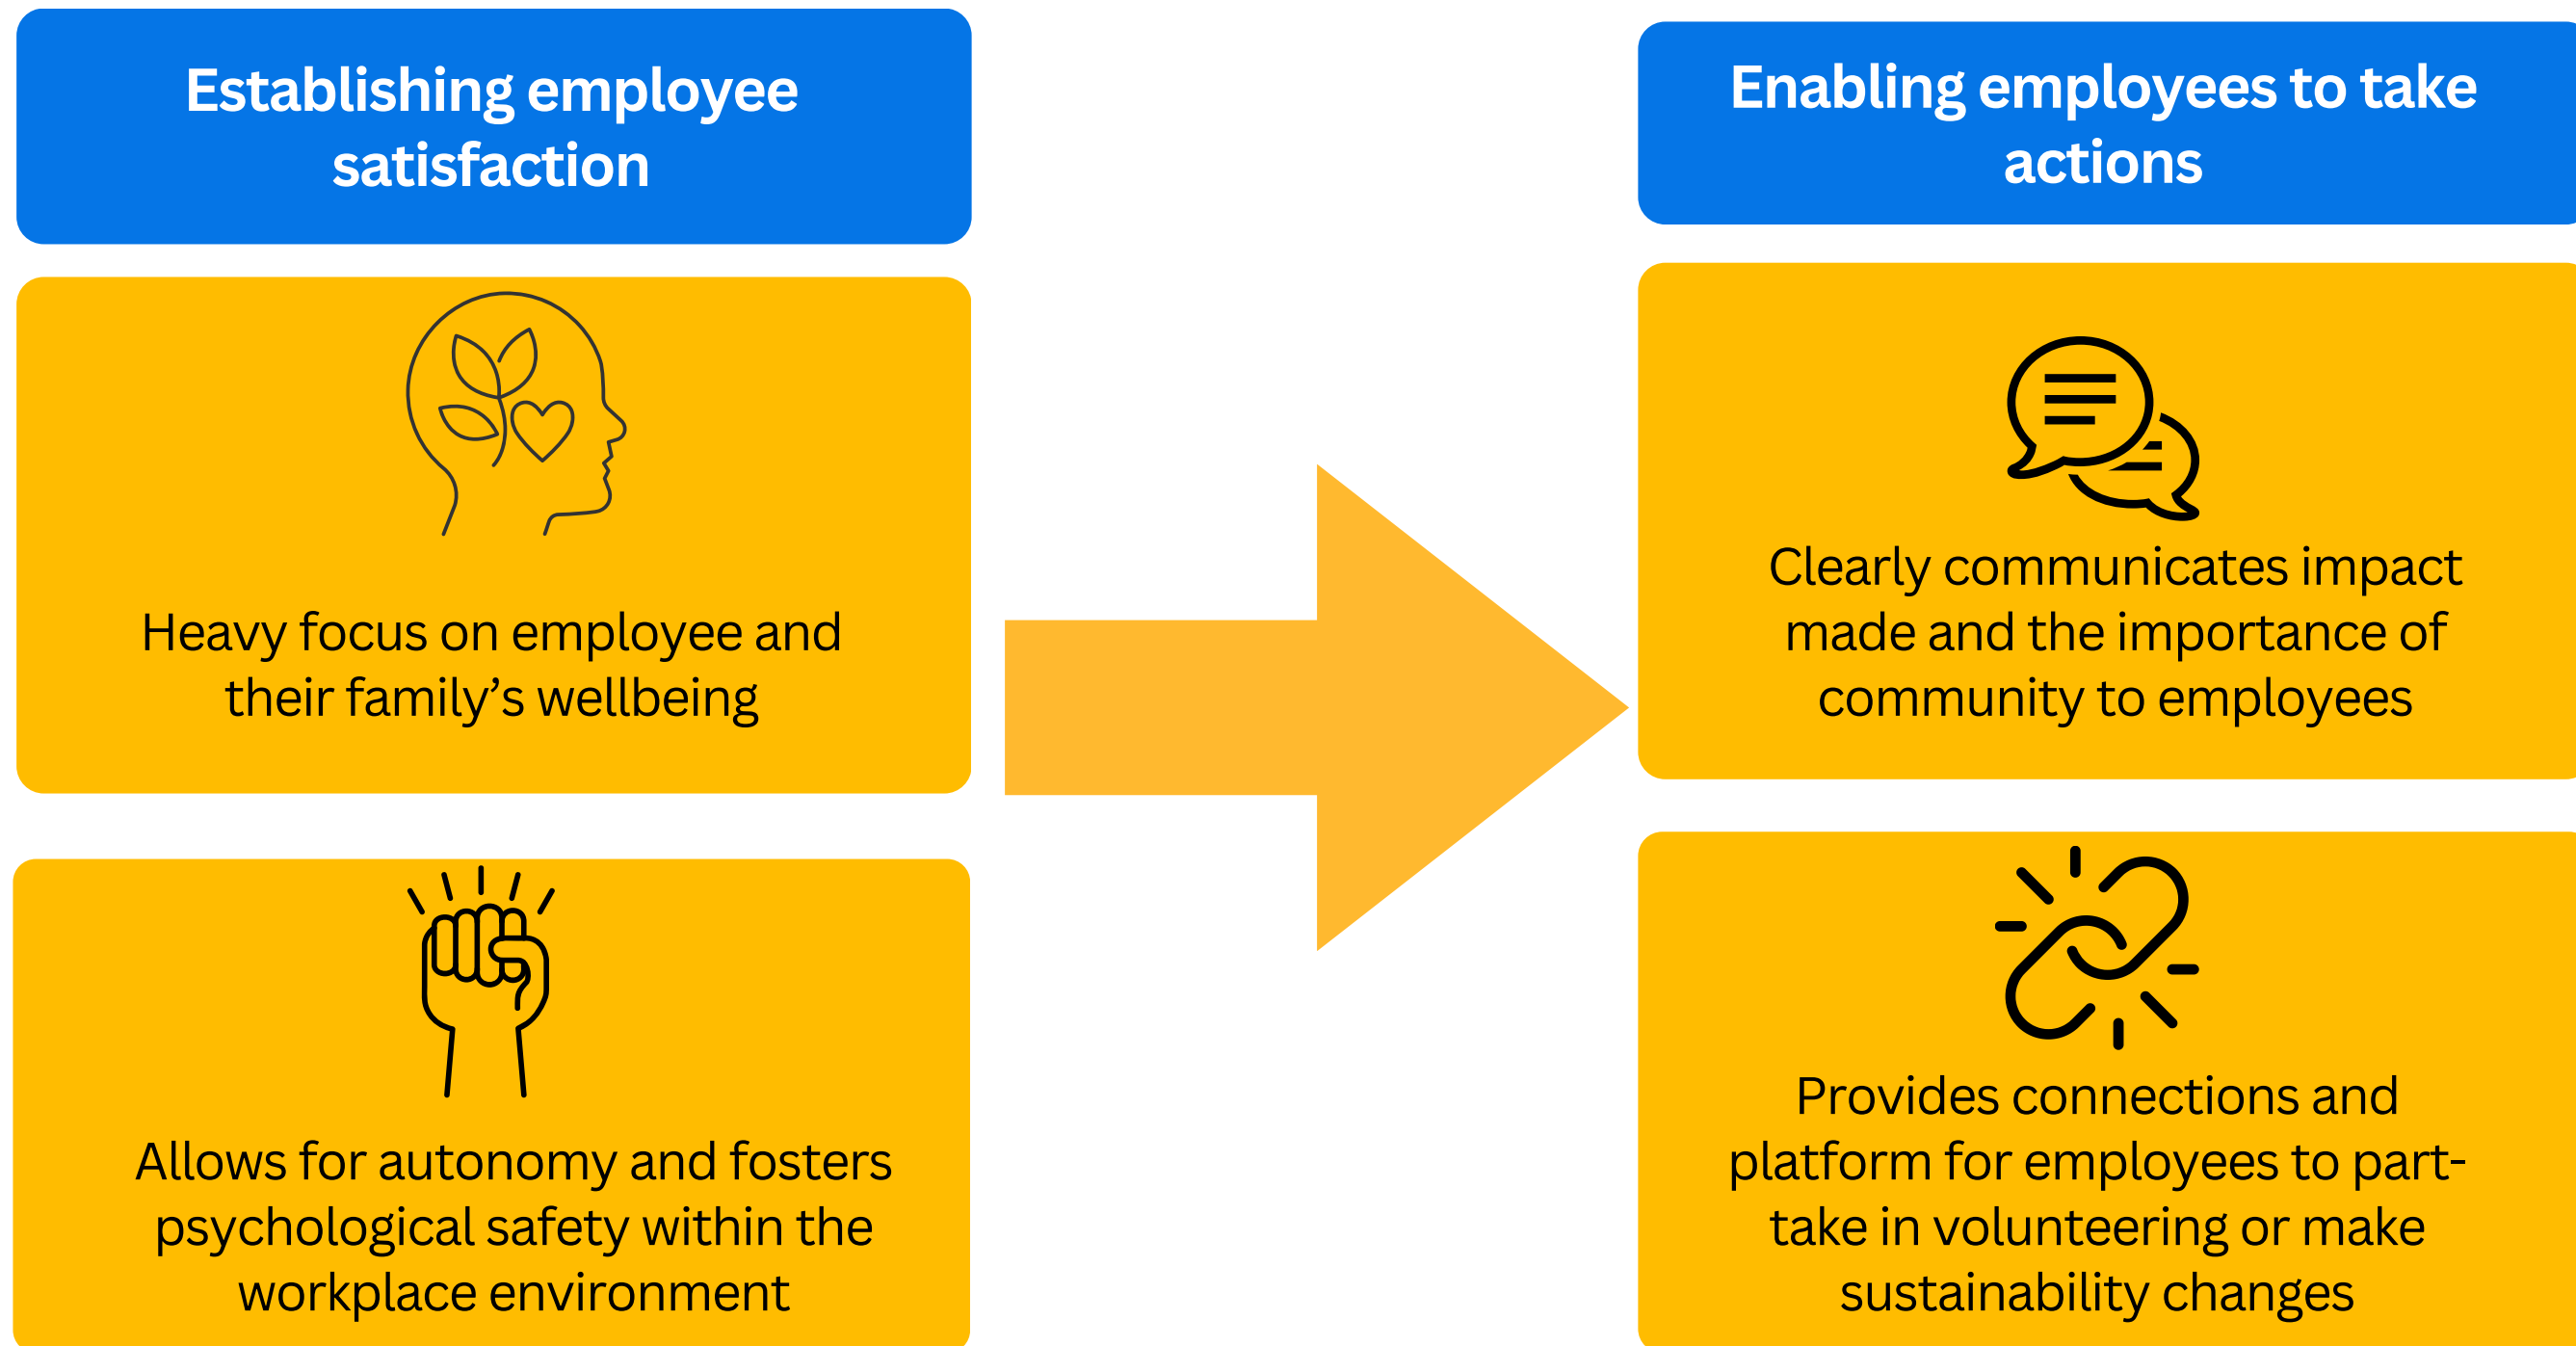 Establishing employee
satisfaction
Heavy focus on employee and
their family’s wellbeing
Allows for autonomy and fosters
psychological safety within the
workplace environment
Enabling employees to take
actions
Clearly communicates impact
made and the importance of
community to employees
Provides connections and
platform for employees to part-
take in volunteering or make
sustainability changes